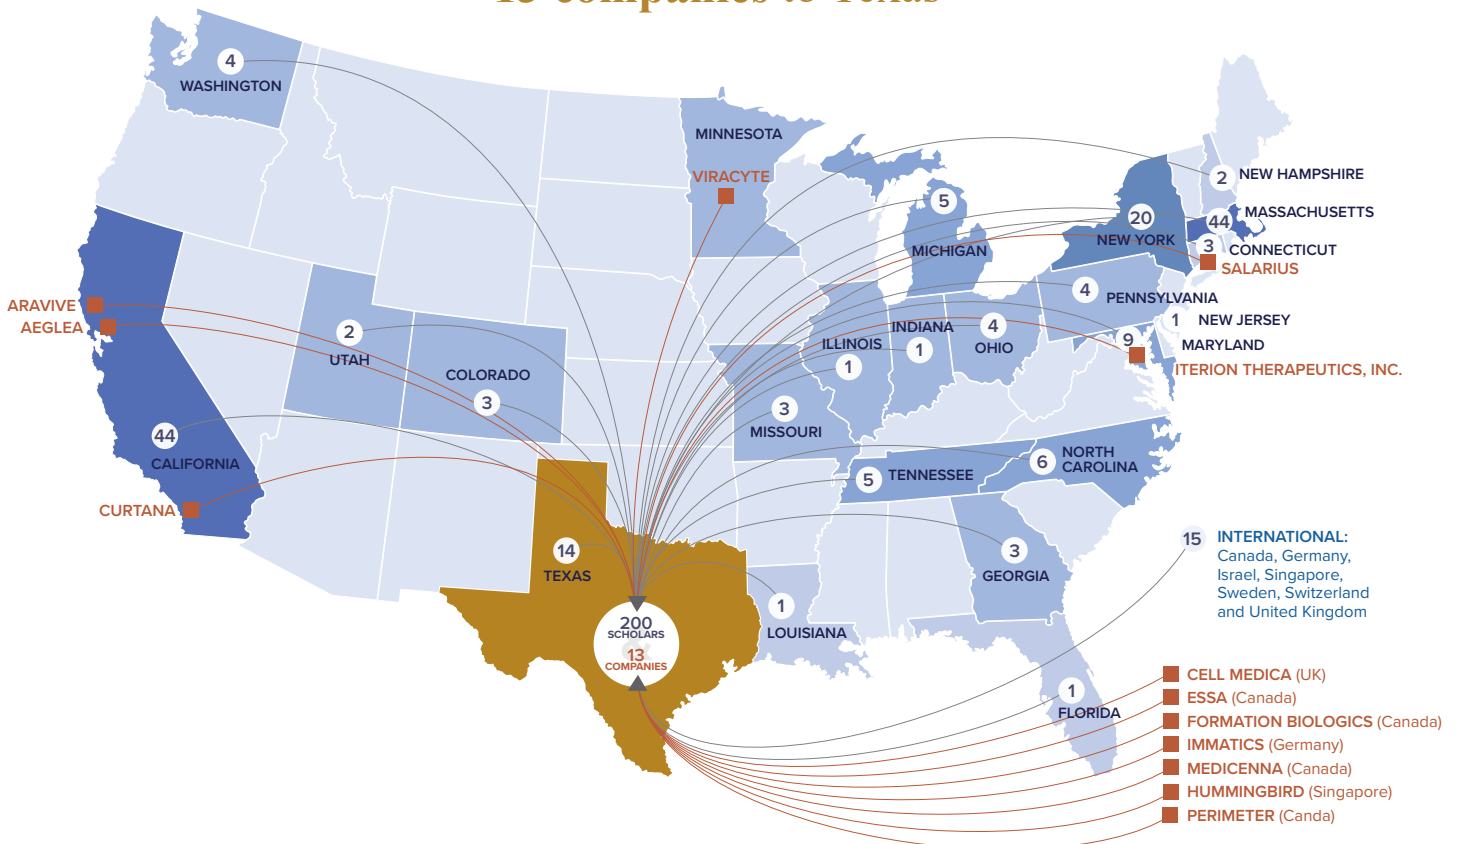 13 companies to Texas
4
WASHINGTON
MINNESOTA
VIRACYTE
5
MICHIGAN
2 NEW HAMPSHIRE
44 MASSACHUSETTS
20
NEW YORK
3 CONNECTICUT
SALARIUS
ARAVIVE
AEGLEA
2
UTAH
COLORADO
3
4 PENNSYLVANIA
1 NEW JERSEY
9 MARYLAND
ITERION THERAPEUTICS, INC.
ILLINOIS
1
INDIANA
1
4
OHIO
3
MISSOURI
44
CALIFORNIA
CURTANA
5 TENNESSEE
6 NORTH
CAROLINA
14
TEXAS
3
GEORGIA
15 INTERNATIONAL:
Canada, Germany,
Israel, Singapore,
Sweden, Switzerland
and United Kingdom
1
LOUISIANA
200
SCHOLARS
&
13
COMPANIES
1
FLORIDA
CELL MEDICA (UK)
ESSA (Canada)
FORMATION BIOLOGICS (Canada)
IMMATICS (Germany)
MEDICENNA (Canada)
HUMMINGBIRD (Singapore)
PERIMETER (Canda)